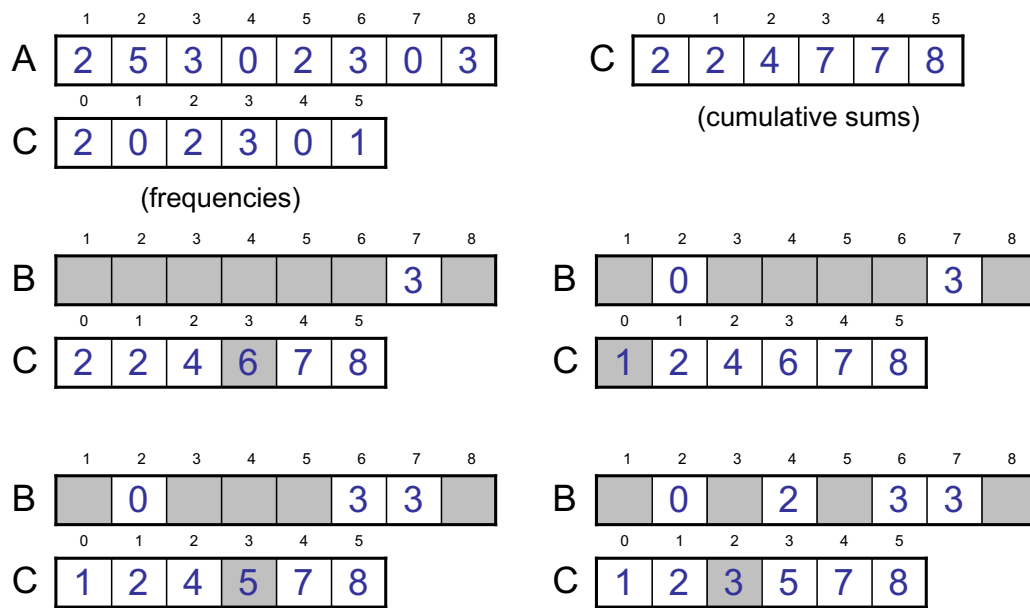 1 2 3 4 5 6 7 8
A 2 5 3 0 2 3 0 3
0 1 2 3 4 5
C 2 0 2 3 0 1
(frequencies)
0 1 2 3 4 5
C 2 2 4 7 7 8
(cumulative sums)
1 2 3 4 5 6 7 8
B 3
0 1 2 3 4 5
C 2 2 4 6 7 8
1 2 3 4 5 6 7 8
B 0 3
0 1 2 3 4 5
C 1 2 4 6 7 8
1 2 3 4 5 6 7 8
B 0 3 3
0 1 2 3 4 5
C 1 2 4 5 7 8
1 2 3 4 5 6 7 8
B 0 2 3 3
0 1 2 3 4 5
C 1 2 3 5 7 8